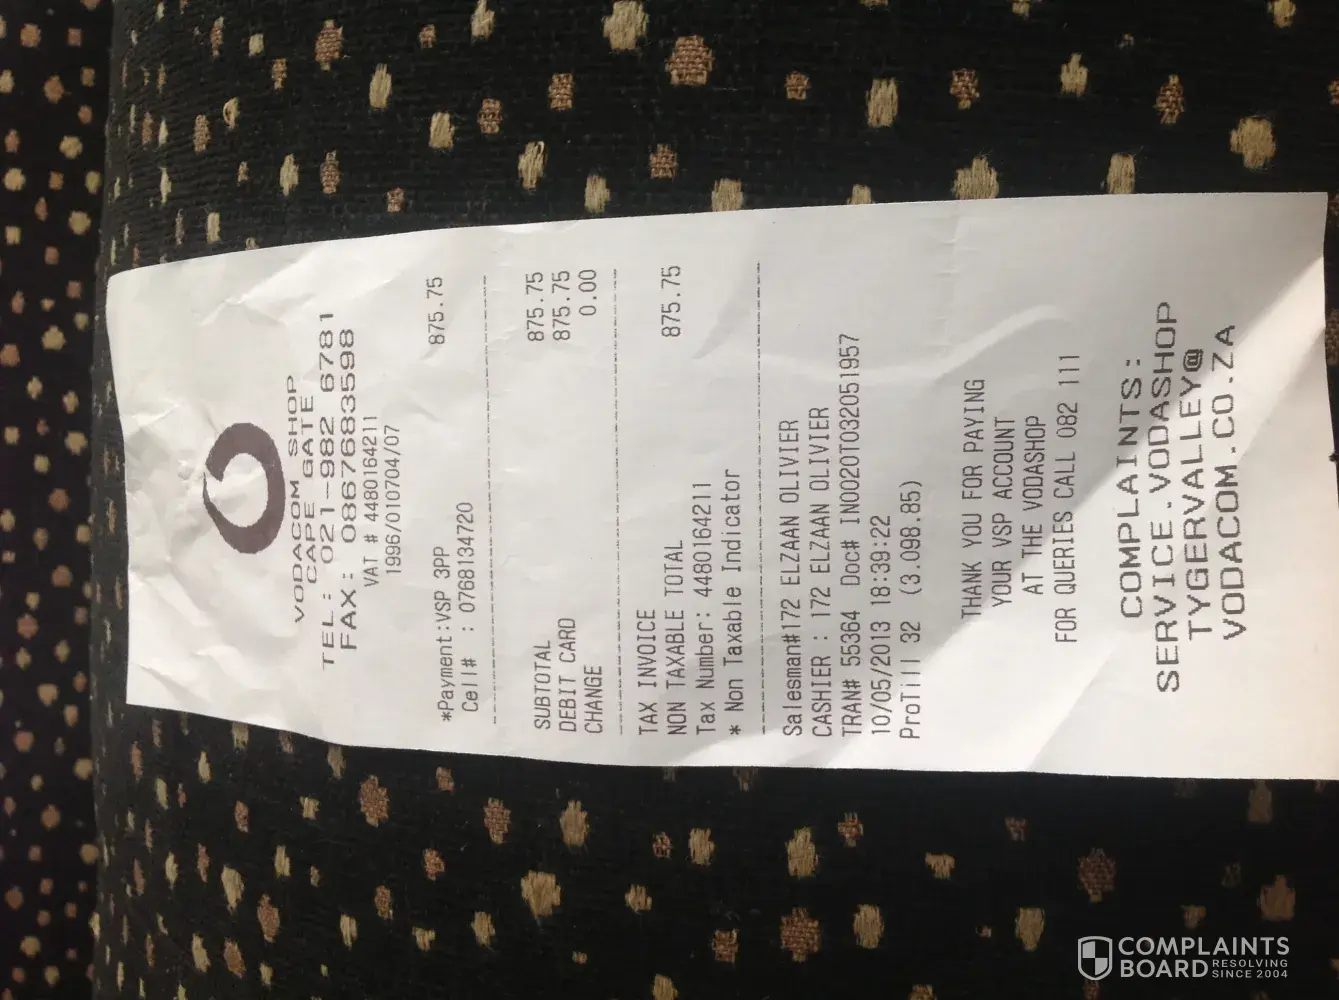 VODACOM SHOP
CAPE GATE
TEL: 021-982 6781
FAX: 0867683598
VAT # 4480164211
1996/010704/07
*Payment:VSP 3PP 875.75
Cell# : 0768134720
SUBTOTAL 875.75
DEBIT CARD 875.75
CHANGE 0.00
TAX INVOICE
NON TAXABLE TOTAL 875.75
Tax Number: 4480164211
* Non Taxable Indicator
Salesman#172 ELZAAN OLIVIER
CASHIER : 172 ELZAAN OLIVIER
TRAN# 55364 Doc# IN0020T032051957
10/05/2013 18:39:22
ProTill 32 (3.098.85)
THANK YOU FOR PAYING
YOUR VSP ACCOUNT
AT THE VODASHOP
FOR QUERIES CALL 082 111
COMPLAINTS:
SERVICE.VODASHOP
TYGERVALLEY@
VODACOM.CO.ZA
COMPLAINTS
BOARD RESOLVING
SINCE 2004